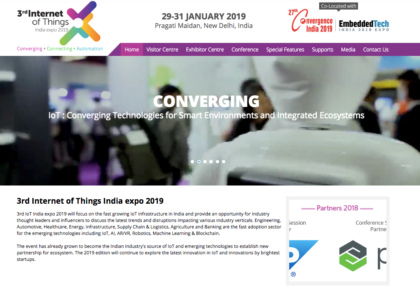 3rd Internet
of Things
India expo 2019
Converging • Connecting • Automation
29-31 JANUARY 2019
Pragati Maidan, New Delhi, India
Co-Located with
27th Convergence
India 2019
EmbeddedTech
INDIA 2019 EXPO
Home Visitor Centre Exhibitor Centre Conference Special Features Supports Media Contact Us
CONVERGING
IoT : Converging Technologies for Smart Environments and Integrated Ecosystems
3rd Internet of Things India expo 2019
3rd IoT India expo 2019 will focus on the fast growing IoT infrastructure in India and provide an opportunity for industry
thought leaders and influencers to discuss the latest trends and disruptions impacting various industry verticals. Engineering,
Automotive, Healthcare, Energy, Infrastructure, Supply Chain & Logistics, Agriculture and Banking are the fast adoption sector
for the emerging technologies including IoT, AI, AR/VR, Robotics, Machine Learning & Blockchain.
The event has already grown to become the Indian Industry's source of IoT and emerging technologies to establish new
partnership for ecosystem. The 2019 edition will continue to explore the latest innovation in IoT and innovations by brightest
startups.
Partners 2018
Session
Conference S
Partner